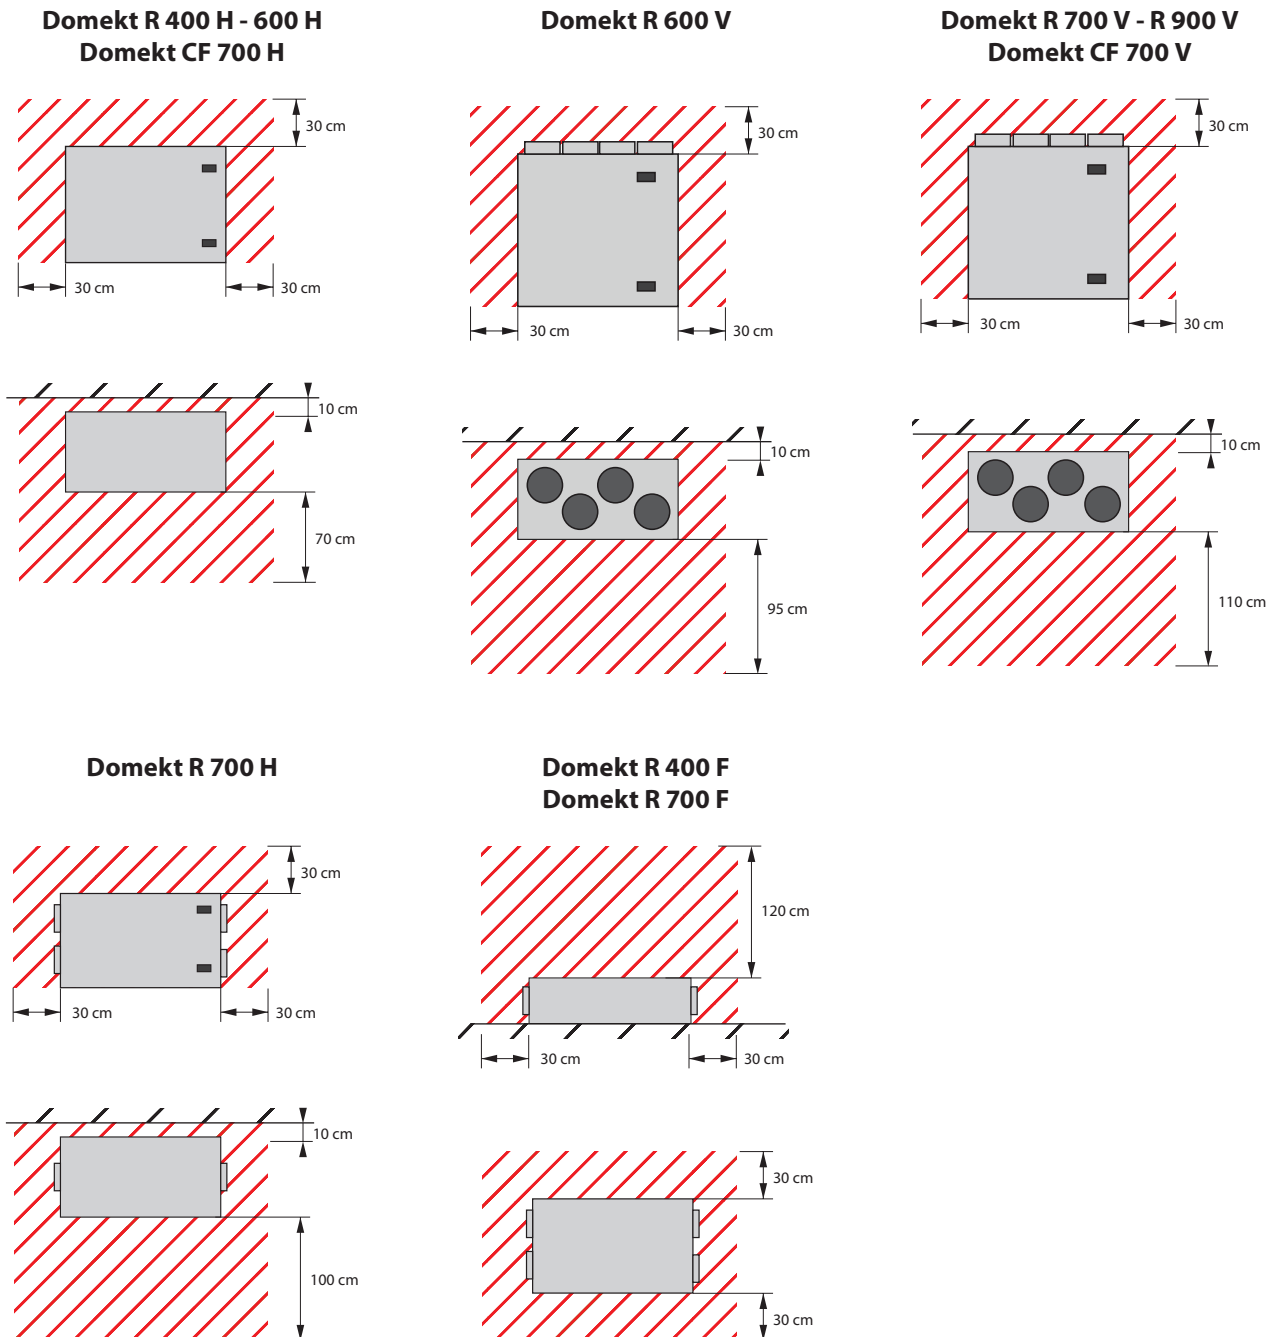 Domekt R 400 H - 600 H
Domekt CF 700 H
30 cm
30 cm
30 cm
10 cm
70 cm
Domekt R 600 V
30 cm
30 cm
30 cm
10 cm
95 cm
Domekt R 700 V - R 900 V
Domekt CF 700 V
30 cm
30 cm
30 cm
10 cm
110 cm
Domekt R 700 H
30 cm
30 cm
30 cm
10 cm
100 cm
Domekt R 400 F
Domekt R 700 F
120 cm
30 cm
30 cm
30 cm
30 cm